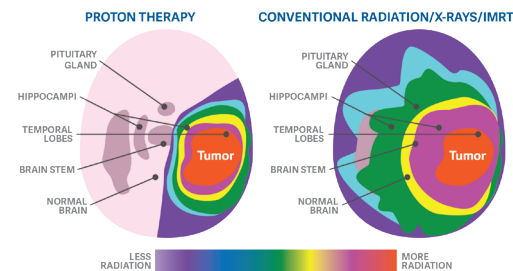 PROTON THERAPY
PITUITARY
GLAND
HIPPOCAMPI
TEMPORAL
LOBES
BRAIN STEM
NORMAL
BRAIN
Tumor
CONVENTIONAL RADIATION/X-RAYS/IMRT
PITUITARY
GLAND
HIPPOCAMPI
TEMPORAL
LOBES
BRAIN STEM
NORMAL
BRAIN
Tumor
LESS
RADIATION
MORE
RADIATION